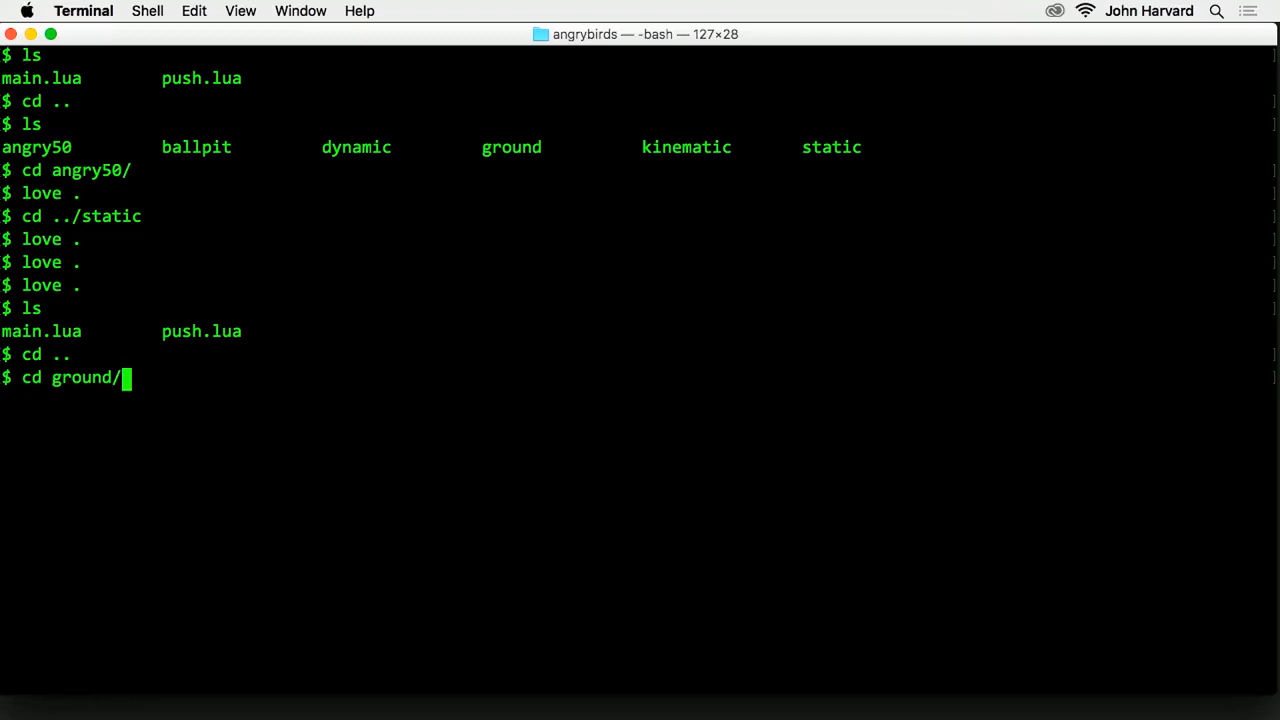 Terminal Shell Edit View Window Help John Harvard
angrybirds — -bash — 127×28
$ ls
main.lua push.lua
$ cd ..
$ ls
angry50 ballpit dynamic ground kinematic static
$ cd angry50/
$ love .
$ cd ../static
$ love .
$ love .
$ love .
$ ls
main.lua push.lua
$ cd ..
$ cd ground/